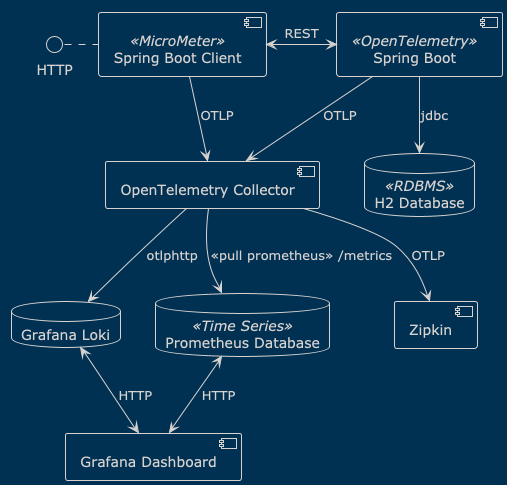 «MicroMeter»
Spring Boot Client
REST
«OpenTelemetry»
Spring Boot
HTTP
OTLP
OTLP
jdbc
OpenTelemetry Collector
«RDBMS»
H2 Database
otlphttp
«pull prometheus» /metrics
OTLP
Grafana Loki
«Time Series»
Prometheus Database
Zipkin
HTTP
HTTP
Grafana Dashboard